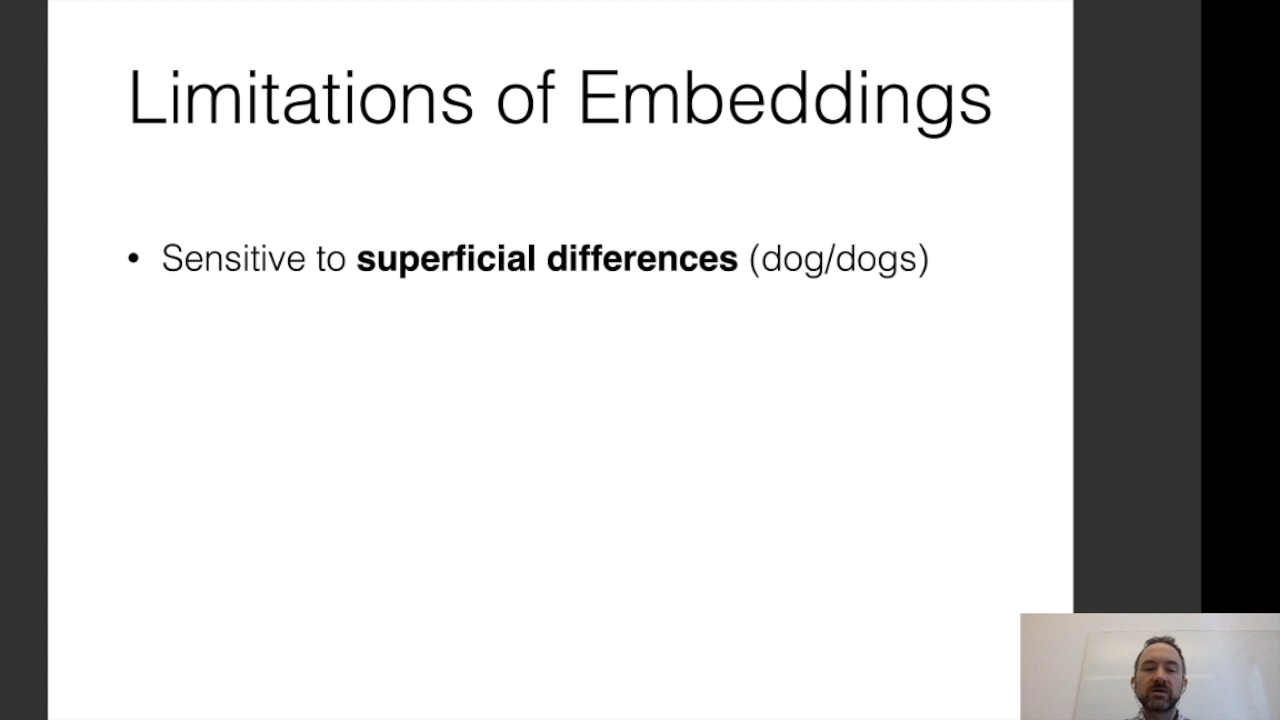 Limitations of Embeddings
• Sensitive to superficial differences (dog/dogs)